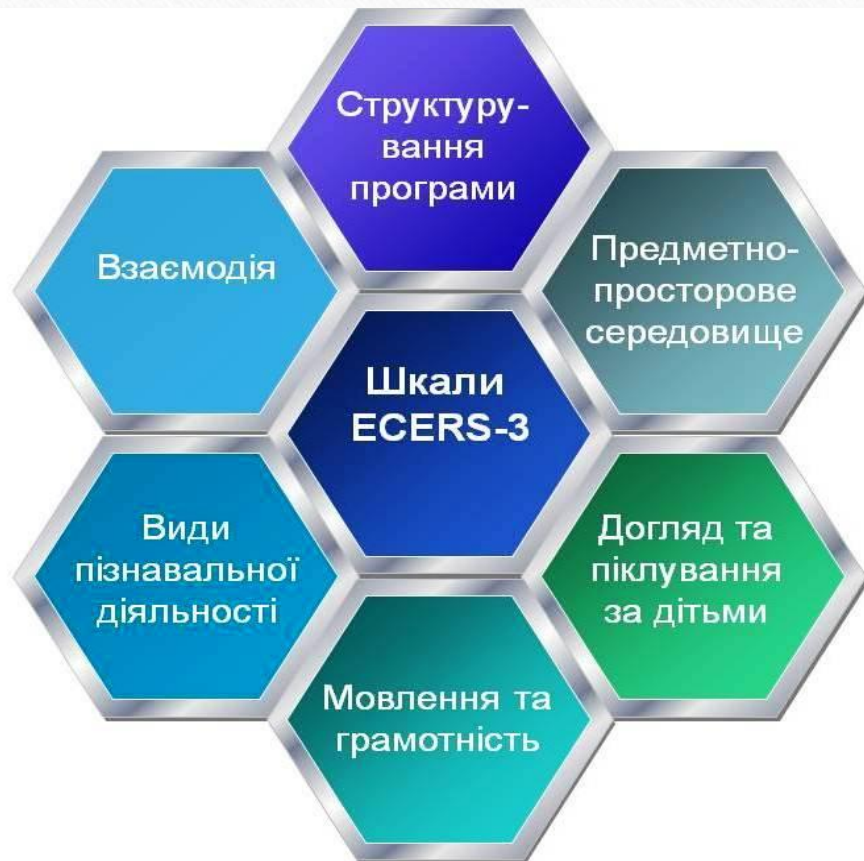 Структуру-
вання
програми
Взаємодія
Предметно-
просторове
середовище
Шкали
ECERS-3
Види
пізнавальної
діяльності
Догляд та
піклування
за дітьми
Мовлення та
грамотність